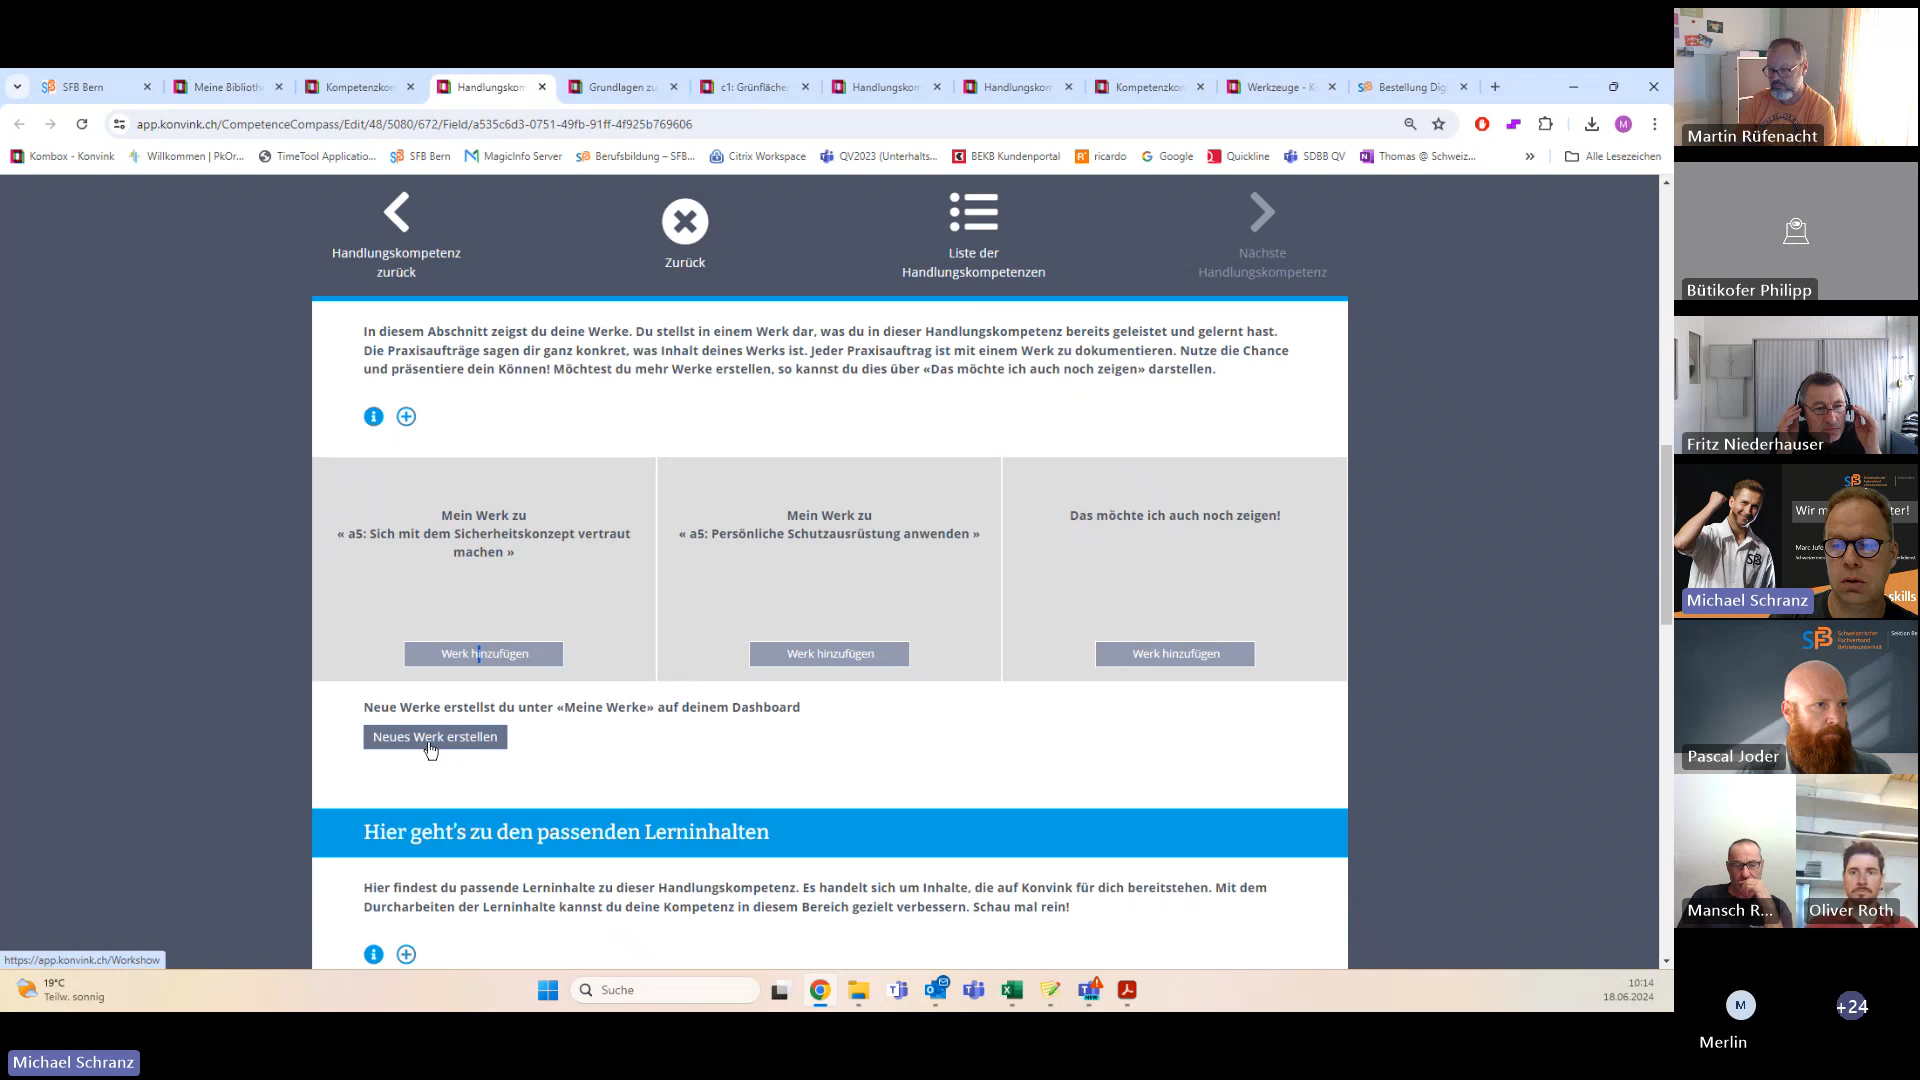 SFB Bern
Meine Biblioth
Kompetenzkon
Handlungskon
Grundlagen zu
c1: Grünfläche
Handlungskom
Handlungskon
Kompetenzkon
Werkzeuge - K
Bestellung Dig
app.konvink.ch/CompetenceCompass/Edit/48/5080/672/Field/a535c6d3-0751-49fb-91ff-4f925b769606
M
Kombox - Konvink
Willkommen | PkOr...
TimeTool Applicatio...
SFB Bern
MagicInfo Server
Berufsbildung – SFB...
Citrix Workspace
QV2023 (Unterhalts...
BEKB Kundenportal
ricardo
Google
Quickline
SDBB QV
Thomas @ Schweiz...
»
Alle Lesezeichen
Handlungskompetenz
zurück
Zurück
Liste der
Handlungskompetenzen
Nächste
Handlungskompetenz
In diesem Abschnitt zeigst du deine Werke. Du stellst in einem Werk dar, was du in dieser Handlungskompetenz bereits geleistet und gelernt hast.
Die Praxisaufträge sagen dir ganz konkret, was Inhalt deines Werks ist. Jeder Praxisauftrag ist mit einem Werk zu dokumentieren. Nutze die Chance
und präsentiere dein Können! Möchtest du mehr Werke erstellen, so kannst du dies über «Das möchte ich auch noch zeigen» darstellen.
Mein Werk zu
« a5: Sich mit dem Sicherheitskonzept vertraut
machen »
Werk hinzufügen
Mein Werk zu
« a5: Persönliche Schutzausrüstung anwenden »
Werk hinzufügen
Das möchte ich auch noch zeigen!
Werk hinzufügen
Neue Werke erstellst du unter «Meine Werke» auf deinem Dashboard
Neues Werk erstellen
Hier geht's zu den passenden Lerninhalten
Hier findest du passende Lerninhalte zu dieser Handlungskompetenz. Es handelt sich um Inhalte, die auf Konvink für dich bereitstehen. Mit dem
Durcharbeiten der Lerninhalte kannst du deine Kompetenz in diesem Bereich gezielt verbessern. Schau mal rein!
https://app.konvink.ch/Workshow
19°C
Teilw. sonnig
Suche
10:14
18.06.2024
Michael Schranz
Martin Rüfenacht
Bütikofer Philipp
Fritz Niederhauser
SFB
Wir m
ter!
skills
Michael Schranz
SFB
Schweizerischer
Fachverband
Betriebsunterhalt
Sektion Be
Pascal Joder
Mansch R...
Oliver Roth
M
+24
Merlin